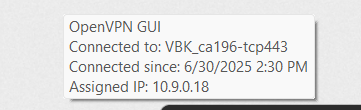 OpenVPN GUI
Connected to: VBK_ca196-tcp443
Connected since: 6/30/2025 2:30 PM
Assigned IP: 10.9.0.18